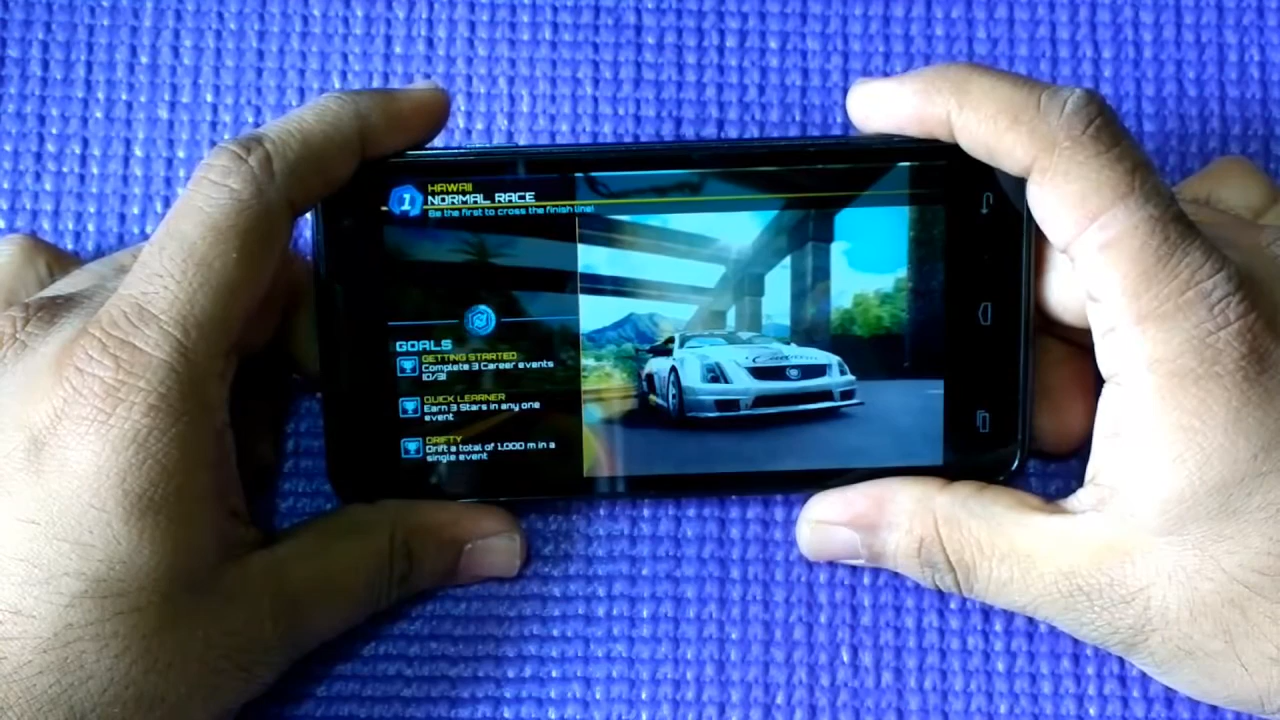 1
HAWAII
NORMAL RACE
Be the first to cross the finish line!
GOALS
GETTING STARTED
Complete 3 Career events
(0/3)
QUICK LEARNER
Earn 3 Stars in any one
event
DRIFTY
Drift a total of 1,000 m in a
single event